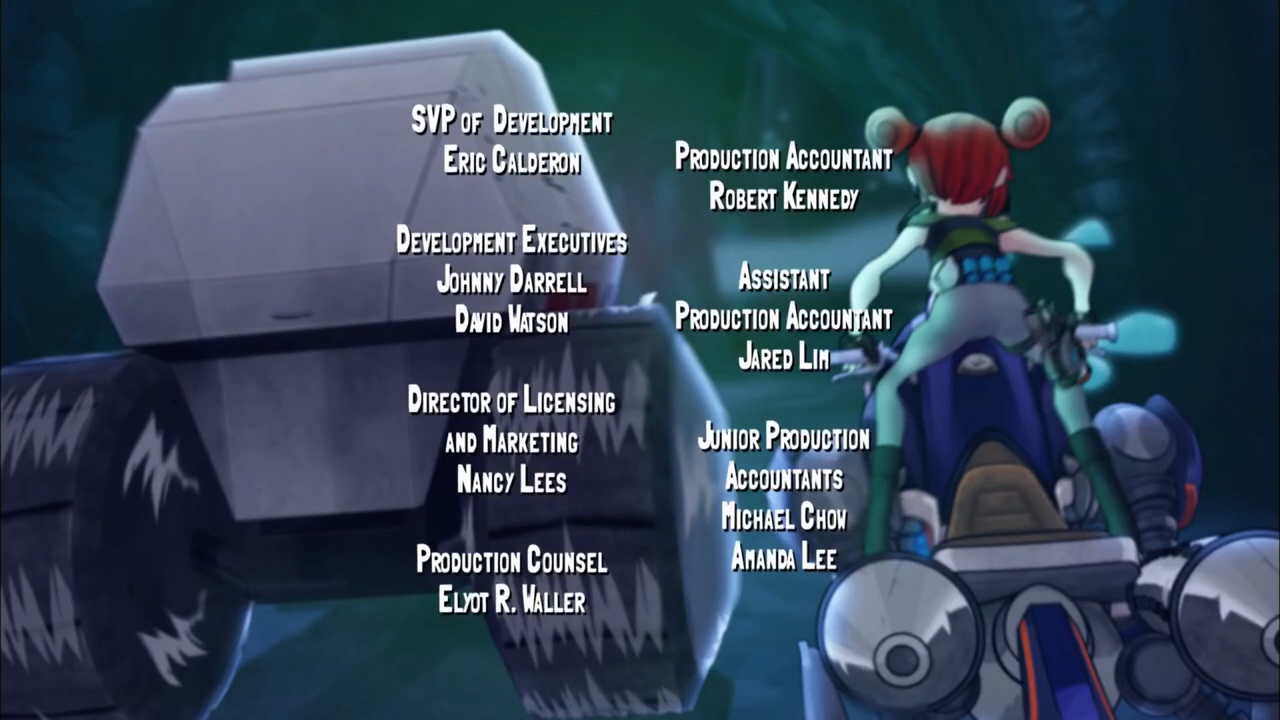 SVP of Development
Eric Calderon
Development Executives
Johnny Darrell
David Watson
Director of Licensing
and Marketing
Nancy Lees
Production Counsel
Elyot R. Waller
Production Accountant
Robert Kennedy
Assistant
Production Accountant
Jared Lim
Junior Production
Accountants
Michael Chow
Amanda Lee